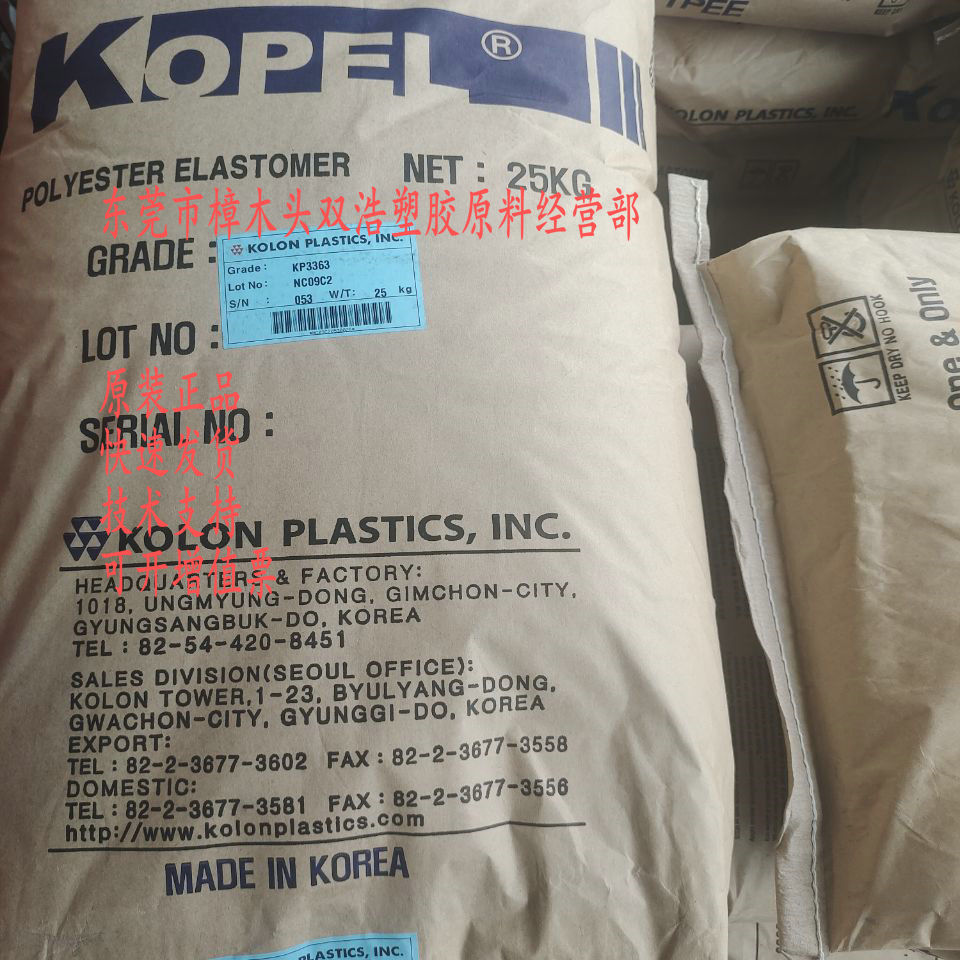 KOPEL®
POLYESTER ELASTOMER NET : 25KG
东莞市樟木头双浩塑胶原料经营部
GRADE :
KOLON PLASTICS, INC.
Grade : KP3363
Lot No : NC09C2
S/N : 053 W/T: 25 kg
LOT NO :
原装正品
SERIAL NO :
快速发货
技术支持
KOLON PLASTICS, INC.
可开增值票
HEADQUARTERS & FACTORY:
1018, UNGMYUNG-DONG, GIMCHON-CITY,
GYUNGSANGBUK-DO, KOREA
TEL : 82-54-420-8451
SALES DIVISION(SEOUL OFFICE):
KOLON TOWER,1-23, BYULYANG-DONG,
GWACHON-CITY, GYUNGGI-DO, KOREA
EXPORT:
TEL : 82-2-3677-3602 FAX : 82-2-3677-3558
DOMESTIC:
TEL : 82-2-3677-3581 FAX : 82-2-3677-3556
http://www.kolonplastics.com
MADE IN KOREA
PLASTICS, INC.
TPEE
KEEP DRY
KOLON PLASTICS, INC.
KO
KEEP DRY NO HOOK
one & only